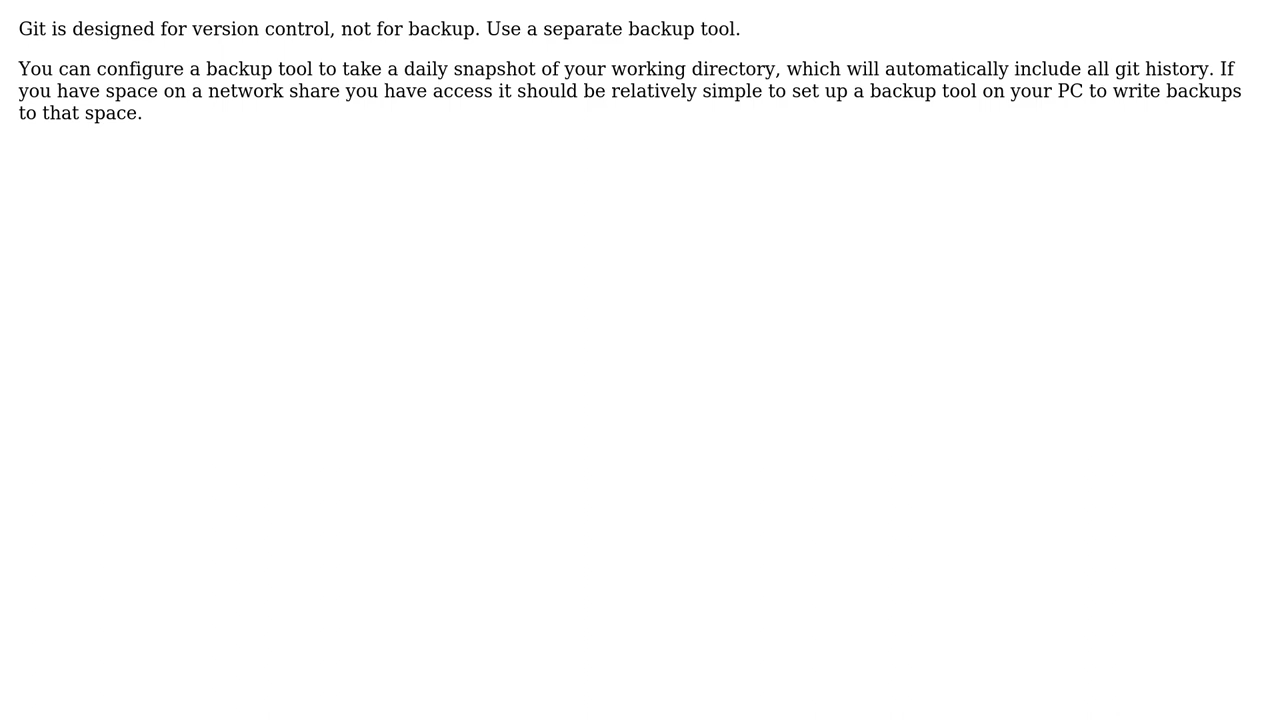 Git is designed for version control, not for backup. Use a separate backup tool.
You can configure a backup tool to take a daily snapshot of your working directory, which will automatically include all git history. If
you have space on a network share you have access it should be relatively simple to set up a backup tool on your PC to write backups
to that space.